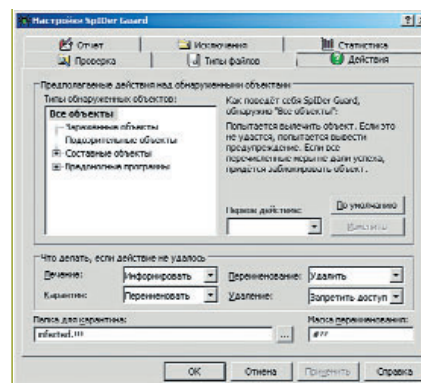 Настройки SpIDer Guard
Отчет
Исключения
Статистика
Проверка
Типы файлов
Действия
Предполагаемые действия над обнаруженными объектами
Типы обнаруженных объектов:
Все объекты
Зараженные объекты
Подозрительные объекты
Составные объекты
Вредоносные программы
Как поведёт себя SpIDer Guard,
обнаружив "Все объекты":
Попытается вылечить объект. Если это
не удастся, попытается вывести
предупреждение. Если все
перечисленные меры не дали успеха,
придётся заблокировать объект.
Первое действие:
По умолчанию
Изменить
Что делать, если действие не удалось
Лечение:
Информировать
Переименование:
Удалить
Карантин:
Переименовать
Удаление:
Запретить доступ
Папка для карантина:
Маска переименования:
infected.!!!
...
#??
OK
Отмена
Применить
Справка